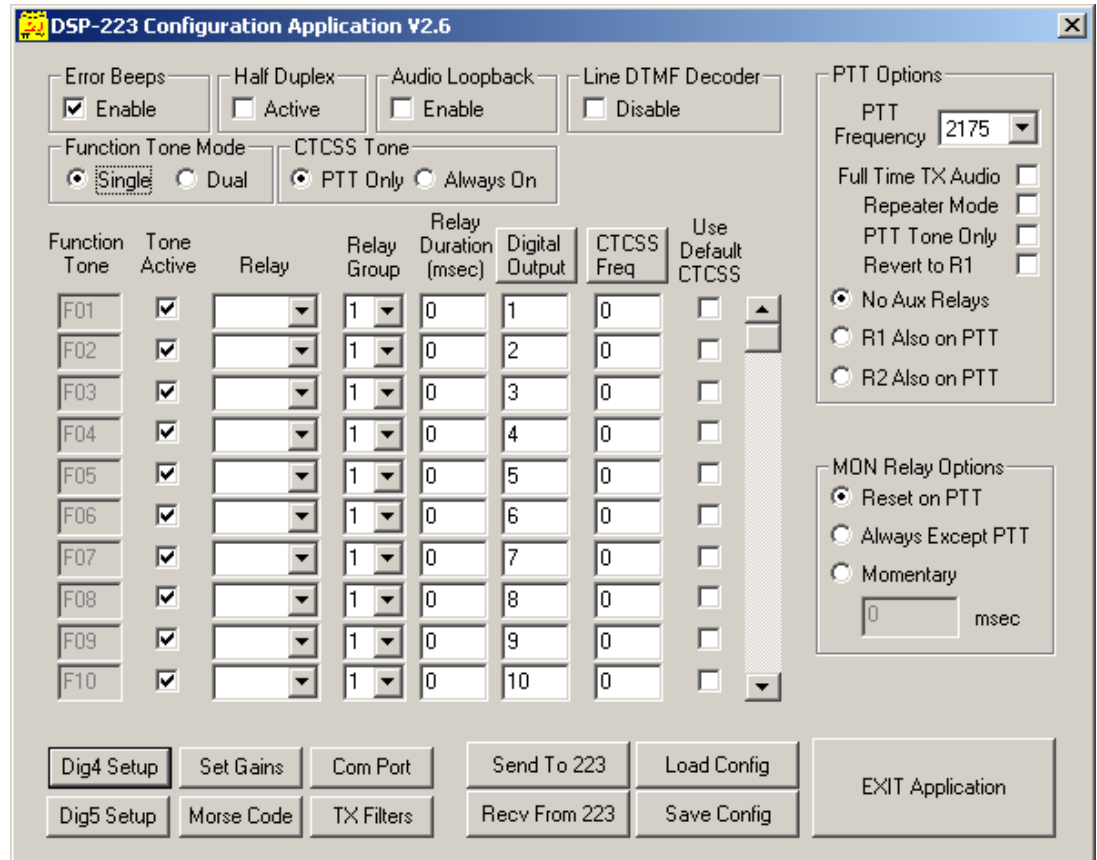 DSP-223 Configuration Application V2.6
Error Beeps
Enable
Half Duplex
Active
Audio Loopback
Enable
Line DTMF Decoder
Disable
Function Tone Mode
Single Dual
CTCSS Tone
PTT Only Always On
PTT Options
PTT
Frequency 2175
Full Time TX Audio
Repeater Mode
PTT Tone Only
Revert to R1
No Aux Relays
R1 Also on PTT
R2 Also on PTT
MON Relay Options
Reset on PTT
Always Except PTT
Momentary
0 msec
Function
Tone
Tone
Active
Relay
Relay
Group
Relay
Duration
(msec)
Digital
Output
CTCSS
Freq
Use
Default
CTCSS
F01 1 0 1 0
F02 1 0 2 0
F03 1 0 3 0
F04 1 0 4 0
F05 1 0 5 0
F06 1 0 6 0
F07 1 0 7 0
F08 1 0 8 0
F09 1 0 9 0
F10 1 0 10 0
Dig4 Setup Set Gains Com Port Send To 223 Load Config
Dig5 Setup Morse Code TX Filters Recv From 223 Save Config
EXIT Application